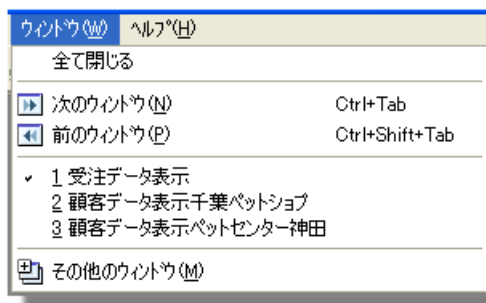 ウィンドウ(W) ヘルプ(H)
全て閉じる
次のウィンドウ(N) Ctrl+Tab
前のウィンドウ(P) Ctrl+Shift+Tab
✓ 1 受注データ表示
2 顧客データ表示千葉ペットショプ
3 顧客データ表示ペットセンター神田
その他のウィンドウ(M)